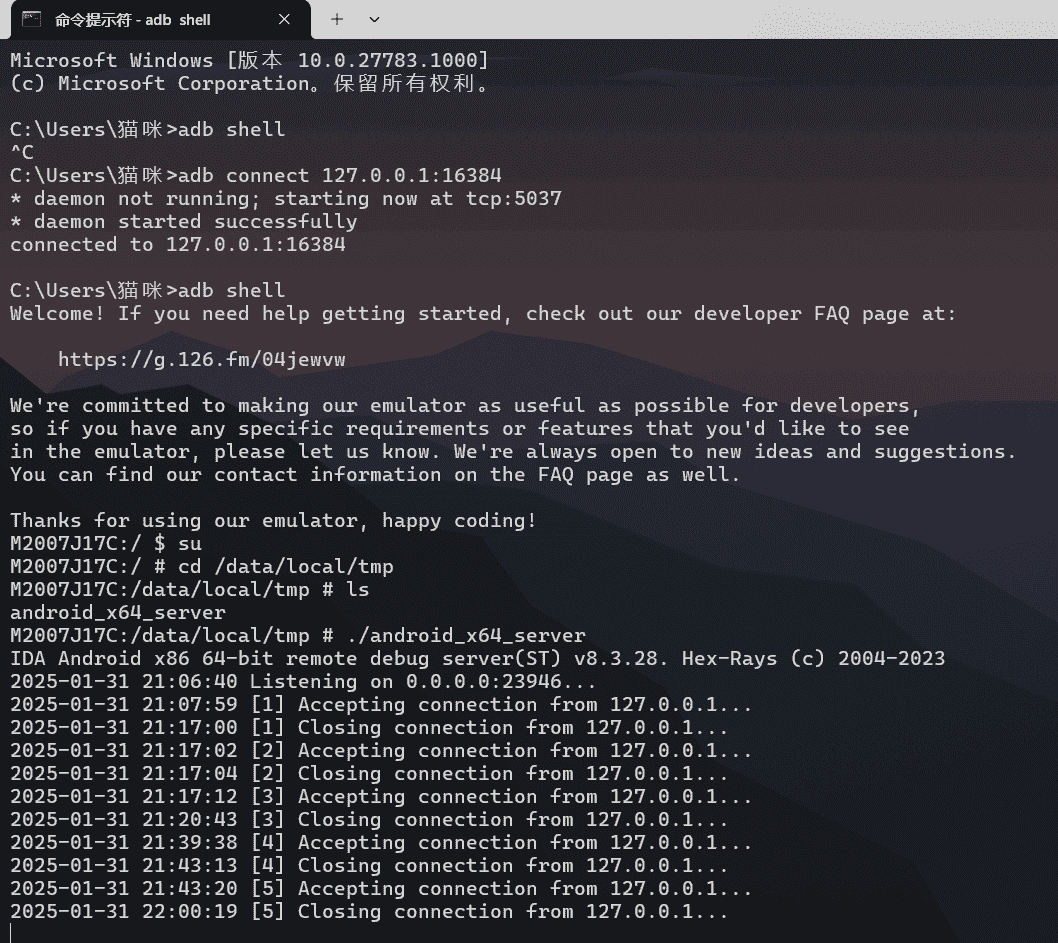 命令提示符 - adb shell
Microsoft Windows [版本 10.0.27783.1000]
(c) Microsoft Corporation。保留所有权利。
C:\Users\猫咪>adb shell
^C
C:\Users\猫咪>adb connect 127.0.0.1:16384
* daemon not running; starting now at tcp:5037
* daemon started successfully
connected to 127.0.0.1:16384
C:\Users\猫咪>adb shell
Welcome! If you need help getting started, check out our developer FAQ page at:
https://g.126.fm/04jewvw
We're committed to making our emulator as useful as possible for developers,
so if you have any specific requirements or features that you'd like to see
in the emulator, please let us know. We're always open to new ideas and suggestions.
You can find our contact information on the FAQ page as well.
Thanks for using our emulator, happy coding!
M2007J17C:/ $ su
M2007J17C:/ # cd /data/local/tmp
M2007J17C:/data/local/tmp # ls
android_x64_server
M2007J17C:/data/local/tmp # ./android_x64_server
IDA Android x86 64-bit remote debug server(ST) v8.3.28. Hex-Rays (c) 2004-2023
2025-01-31 21:06:40 Listening on 0.0.0.0:23946...
2025-01-31 21:07:59 [1] Accepting connection from 127.0.0.1...
2025-01-31 21:17:00 [1] Closing connection from 127.0.0.1...
2025-01-31 21:17:02 [2] Accepting connection from 127.0.0.1...
2025-01-31 21:17:04 [2] Closing connection from 127.0.0.1...
2025-01-31 21:17:12 [3] Accepting connection from 127.0.0.1...
2025-01-31 21:20:43 [3] Closing connection from 127.0.0.1...
2025-01-31 21:39:38 [4] Accepting connection from 127.0.0.1...
2025-01-31 21:43:13 [4] Closing connection from 127.0.0.1...
2025-01-31 21:43:20 [5] Accepting connection from 127.0.0.1...
2025-01-31 22:00:19 [5] Closing connection from 127.0.0.1...